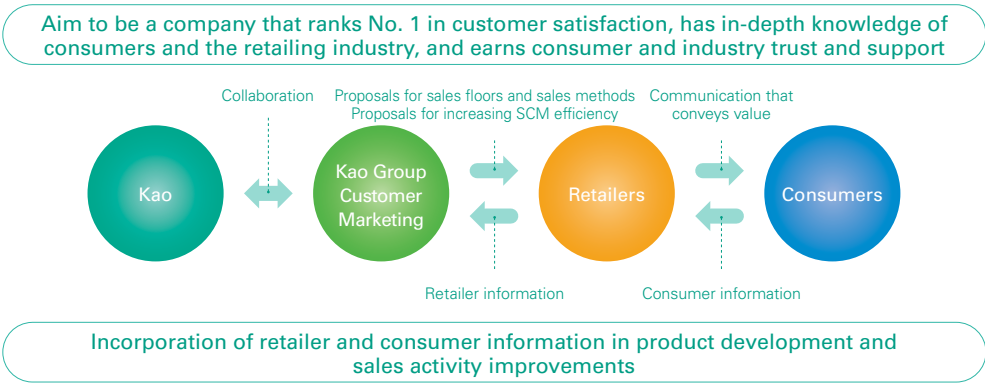 Aim to be a company that ranks No. 1 in customer satisfaction, has in-depth knowledge of
consumers and the retailing industry, and earns consumer and industry trust and support
Collaboration
Proposals for sales floors and sales methods
Proposals for increasing SCM efficiency
Communication that
conveys value
Kao
Kao Group
Customer
Marketing
Retailers
Consumers
Retailer information
Consumer information
Incorporation of retailer and consumer information in product development and
sales activity improvements